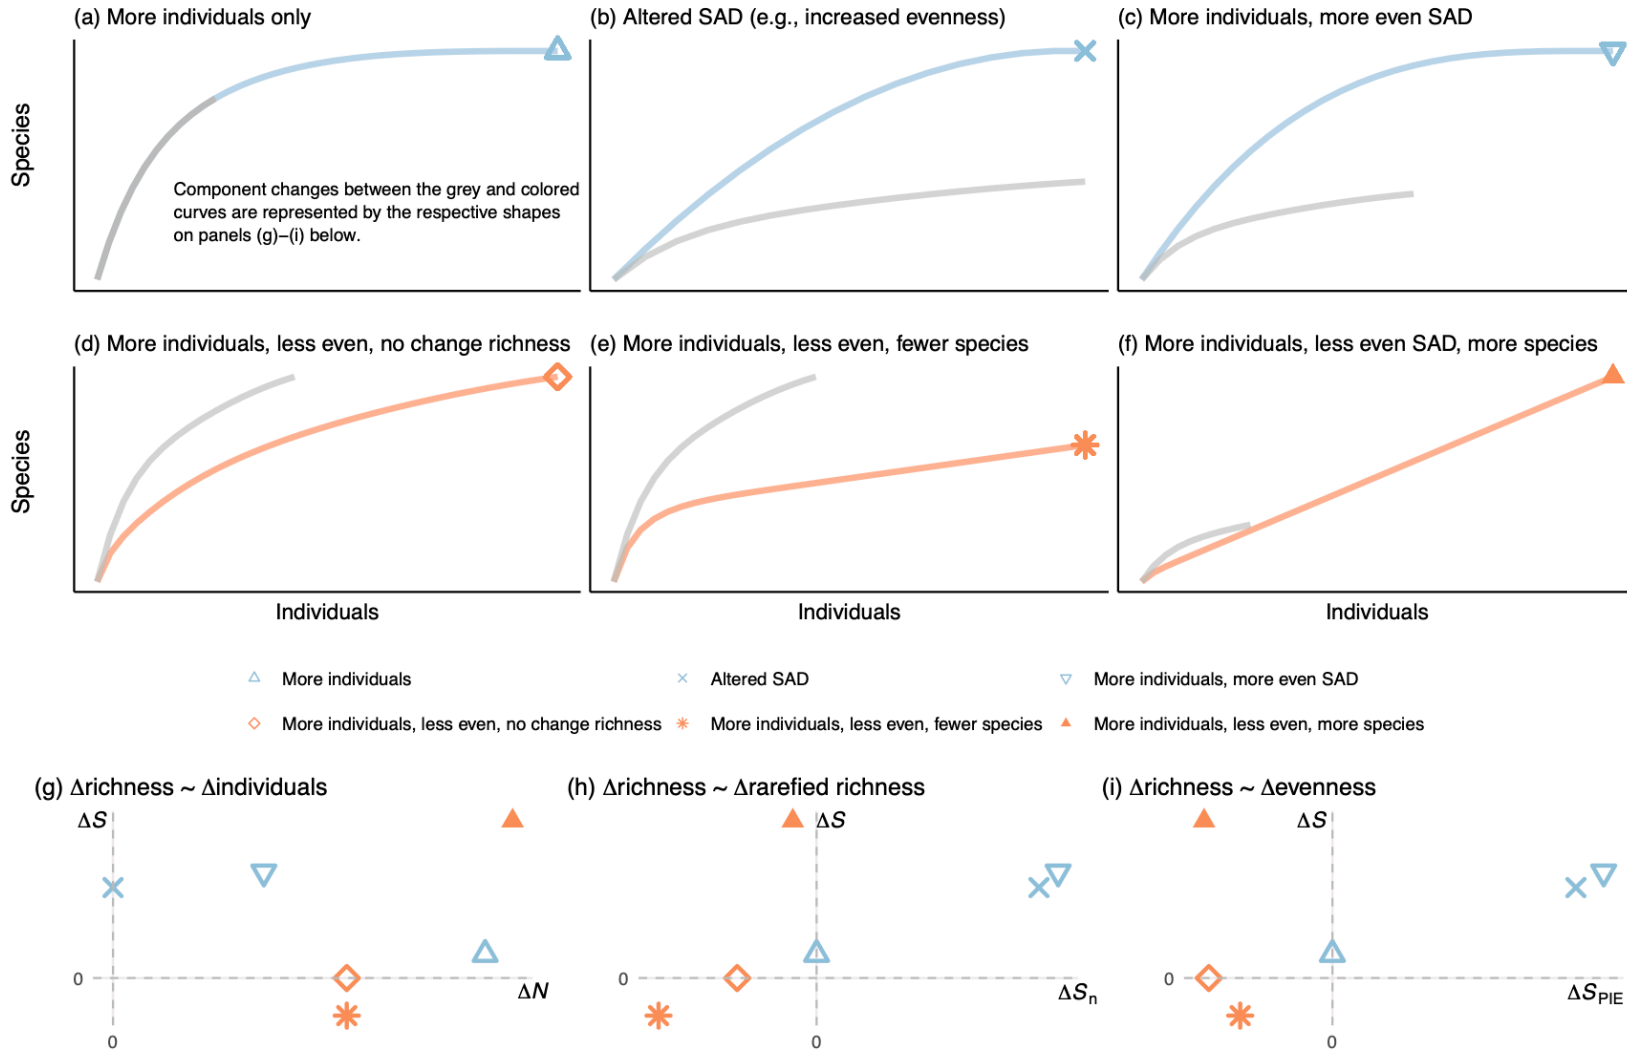 (a) More individuals only
(b) Altered SAD (e.g., increased evenness)
(c) More individuals, more even SAD
Species
Component changes between the grey and colored
curves are represented by the respective shapes
on panels (g)–(i) below.
(d) More individuals, less even, no change richness
(e) More individuals, less even, fewer species
(f) More individuals, less even SAD, more species
Species
Individuals
Individuals
Individuals
More individuals
Altered SAD
More individuals, more even SAD
More individuals, less even, no change richness
More individuals, less even, fewer species
More individuals, less even, more species
(g) Δrichness ~ Δindividuals
(h) Δrichness ~ Δrarefied richness
(i) Δrichness ~ Δevenness
ΔS
ΔS
ΔS
0
0
0
ΔN
ΔSn
ΔSPIE
0
0
0